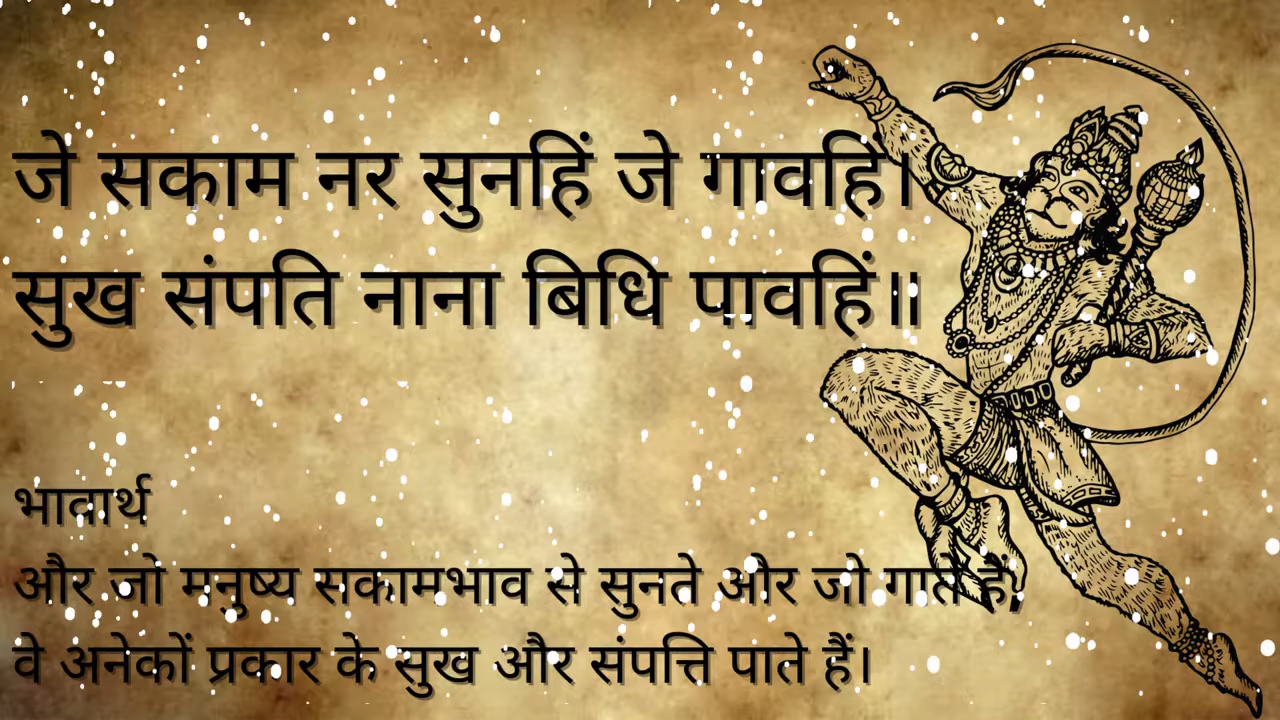 जे सकाम नर सुनहिं जे गावहिं।
सुख संपति नाना बिधि पावहिं॥
भावार्थ
और जो मनुष्य सकामभाव से सुनते और जो गाते हैं,
वे अनेकों प्रकार के सुख और संपत्ति पाते हैं।